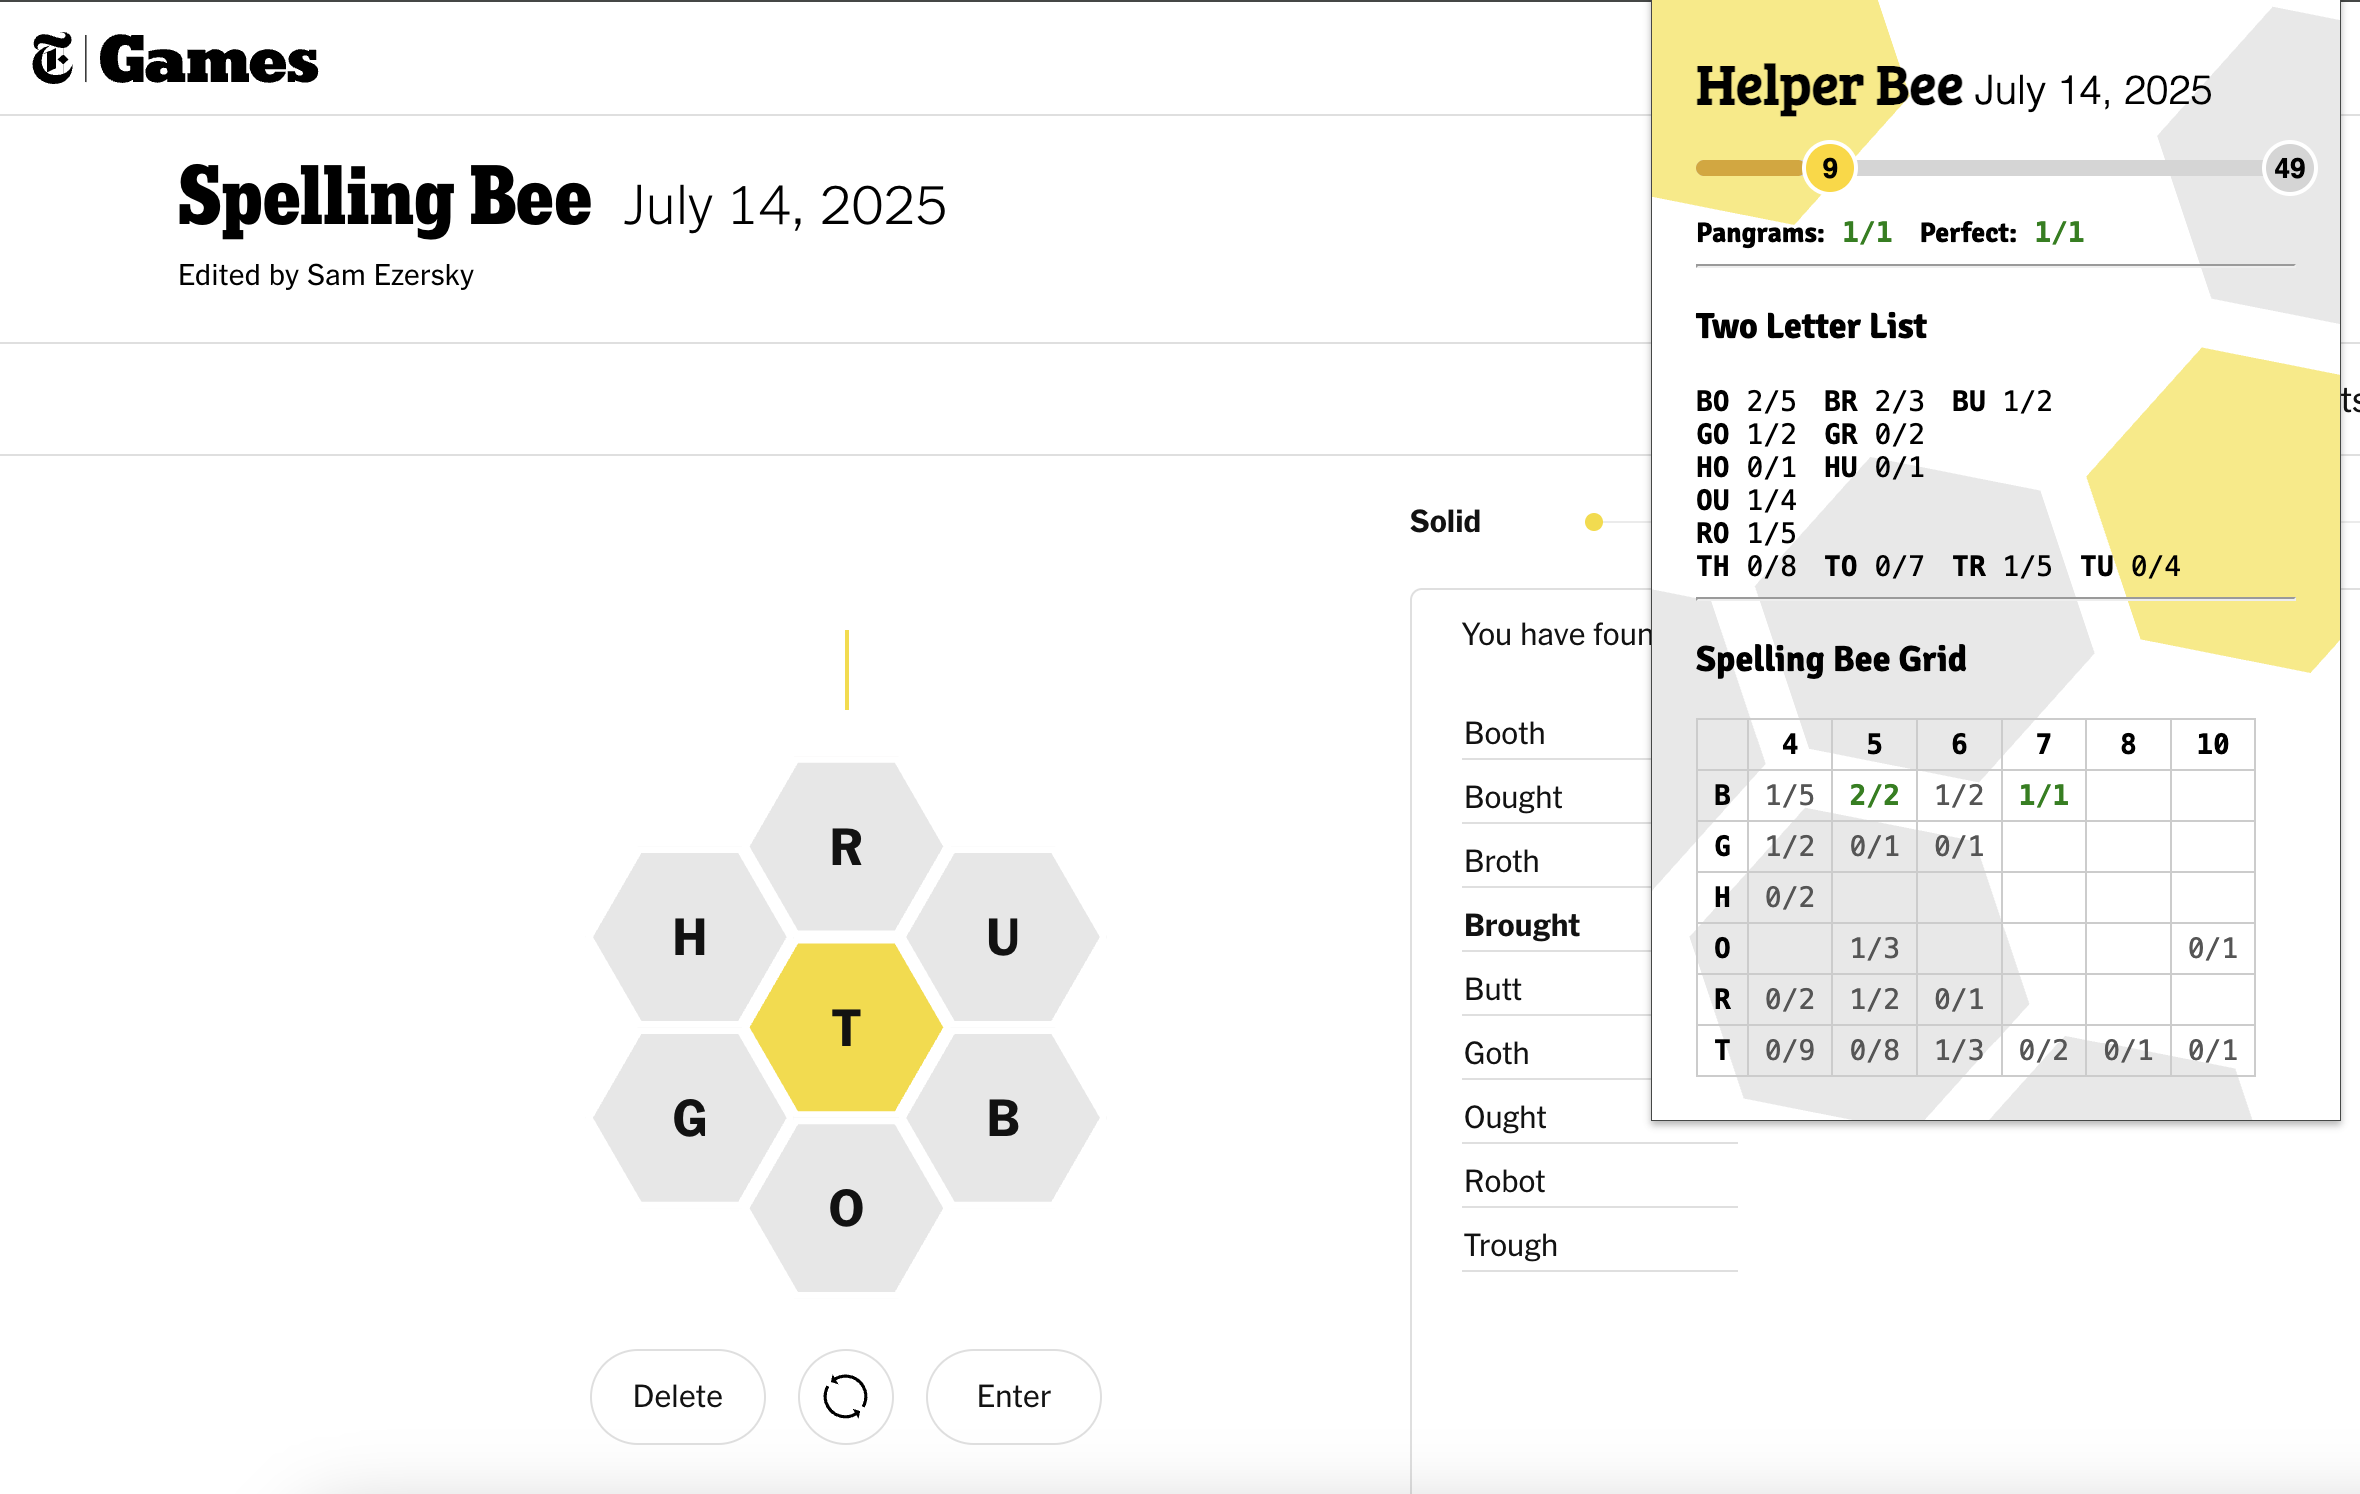 T Games
Spelling Bee July 14, 2025
Edited by Sam Ezersky
R
H
U
T
G
B
O
Delete
Enter
Solid
You have foun
Booth
Bought
Broth
Brought
Butt
Goth
Ought
Robot
Trough
Helper Bee July 14, 2025
9 49
Pangrams: 1/1 Perfect: 1/1
Two Letter List
BO 2/5 BR 2/3 BU 1/2
GO 1/2 GR 0/2
HO 0/1 HU 0/1
OU 1/4
RO 1/5
TH 0/8 TO 0/7 TR 1/5 TU 0/4
Spelling Bee Grid
4 5 6 7 8 10
B 1/5 2/2 1/2 1/1
G 1/2 0/1 0/1
H 0/2
O 1/3 0/1
R 0/2 1/2 0/1
T 0/9 0/8 1/3 0/2 0/1 0/1
ts